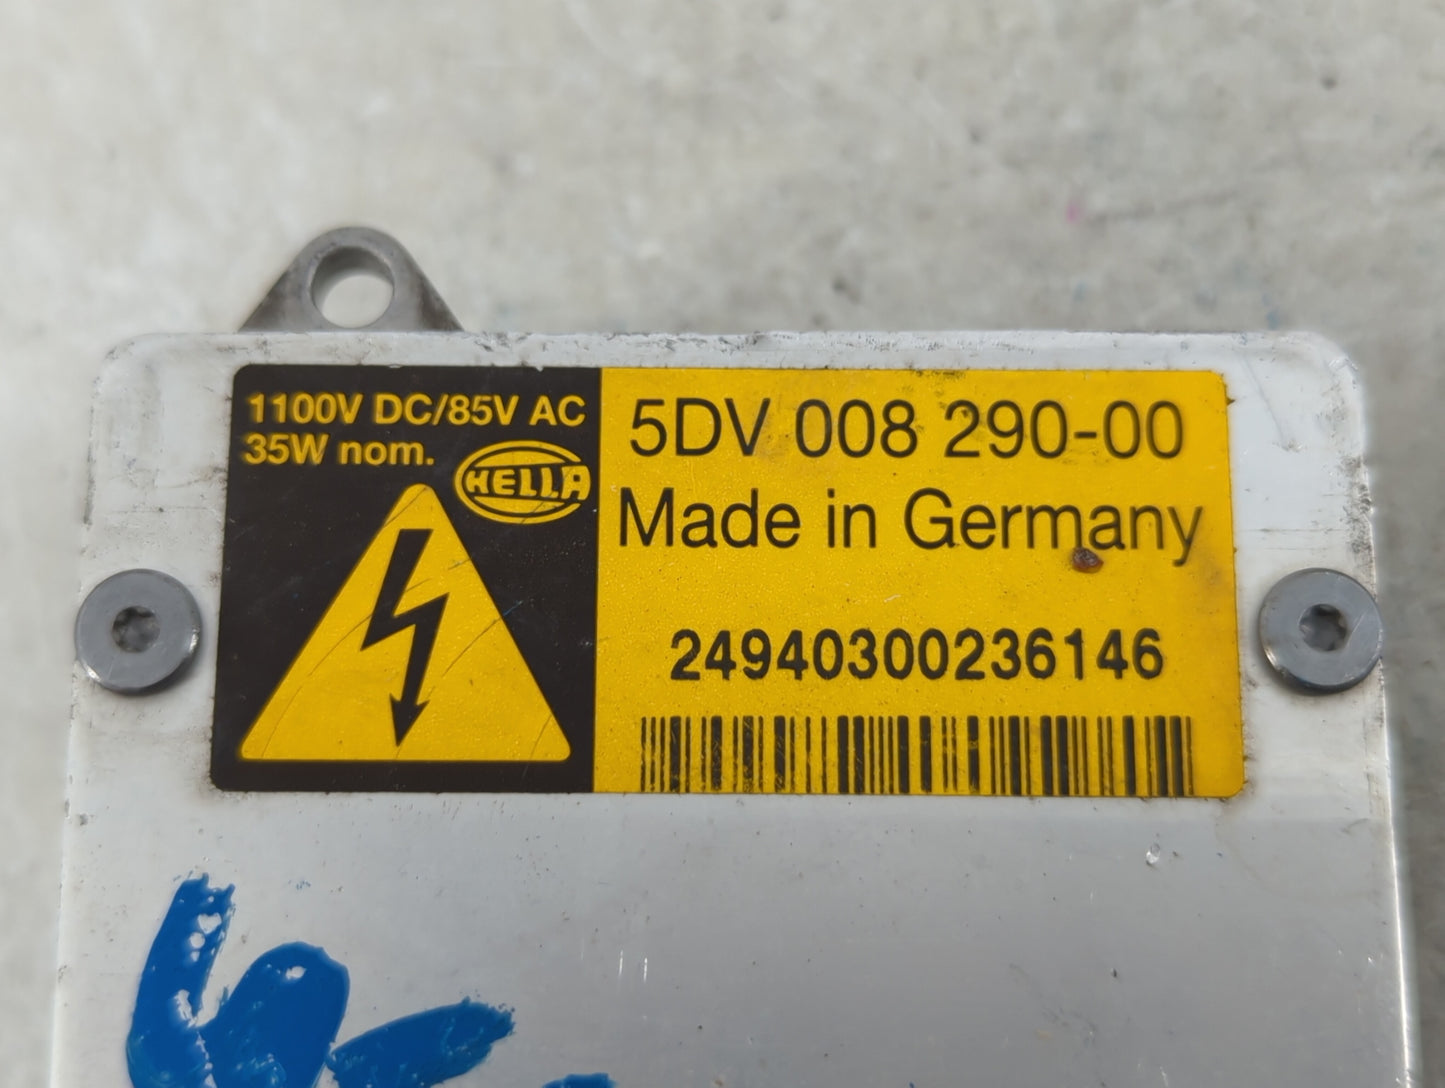 1100V DC/85V AC
35W nom.
HELLA
5DV 008 290-00
Made in Germany
24940300236146